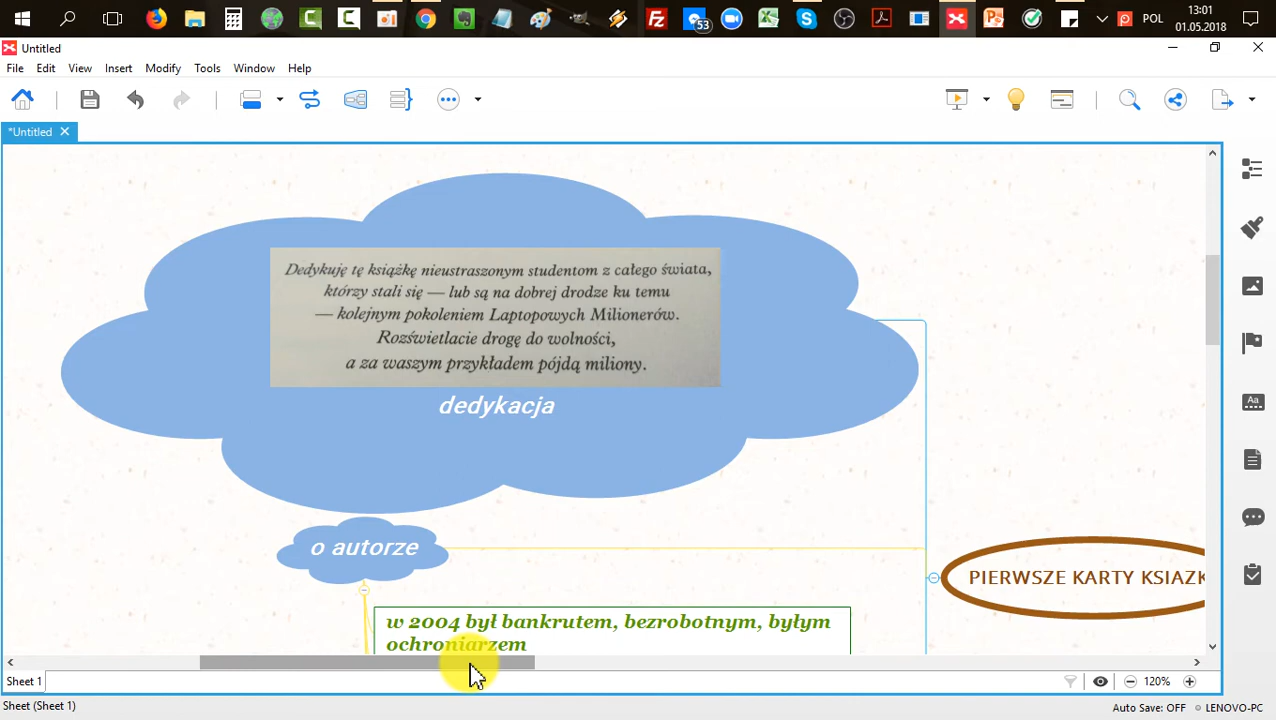 53
POL
13:01
01.05.2018
Untitled
File Edit View Insert Modify Tools Window Help
*Untitled
Dedykuję tę książkę nieustraszonym studentom z całego świata,
którzy stali się — lub są na dobrej drodze ku temu
— kolejnym pokoleniem Laptopowych Milionerów.
Rozświetlacie drogę do wolności,
a za waszym przykładem pójdą miliony.
dedykacja
o autorze
PIERWSZE KARTY KSIAZK
w 2004 był bankrutem, bezrobotnym, byłym
ochroniarzem
Aa
Sheet 1
120%
Sheet (Sheet 1)
Auto Save: OFF
LENOVO-PC